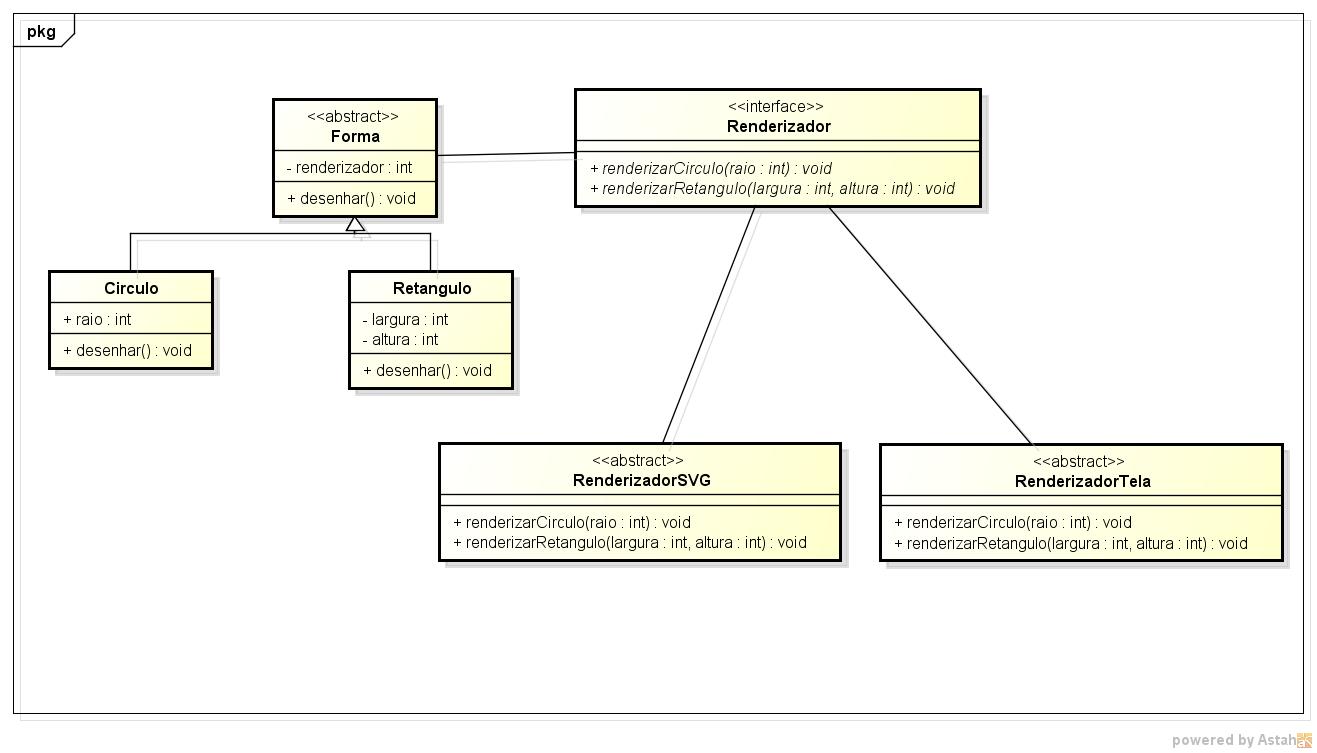 pkg
<<abstract>>
Forma
- renderizador : int
+ desenhar() : void
<<interface>>
Renderizador
+ renderizarCirculo(raio : int) : void
+ renderizarRetangulo(largura : int, altura : int) : void
Circulo
+ raio : int
+ desenhar() : void
Retangulo
- largura : int
- altura : int
+ desenhar() : void
<<abstract>>
RenderizadorSVG
+ renderizarCirculo(raio : int) : void
+ renderizarRetangulo(largura : int, altura : int) : void
<<abstract>>
RenderizadorTela
+ renderizarCirculo(raio : int) : void
+ renderizarRetangulo(largura : int, altura : int) : void
powered by Astah